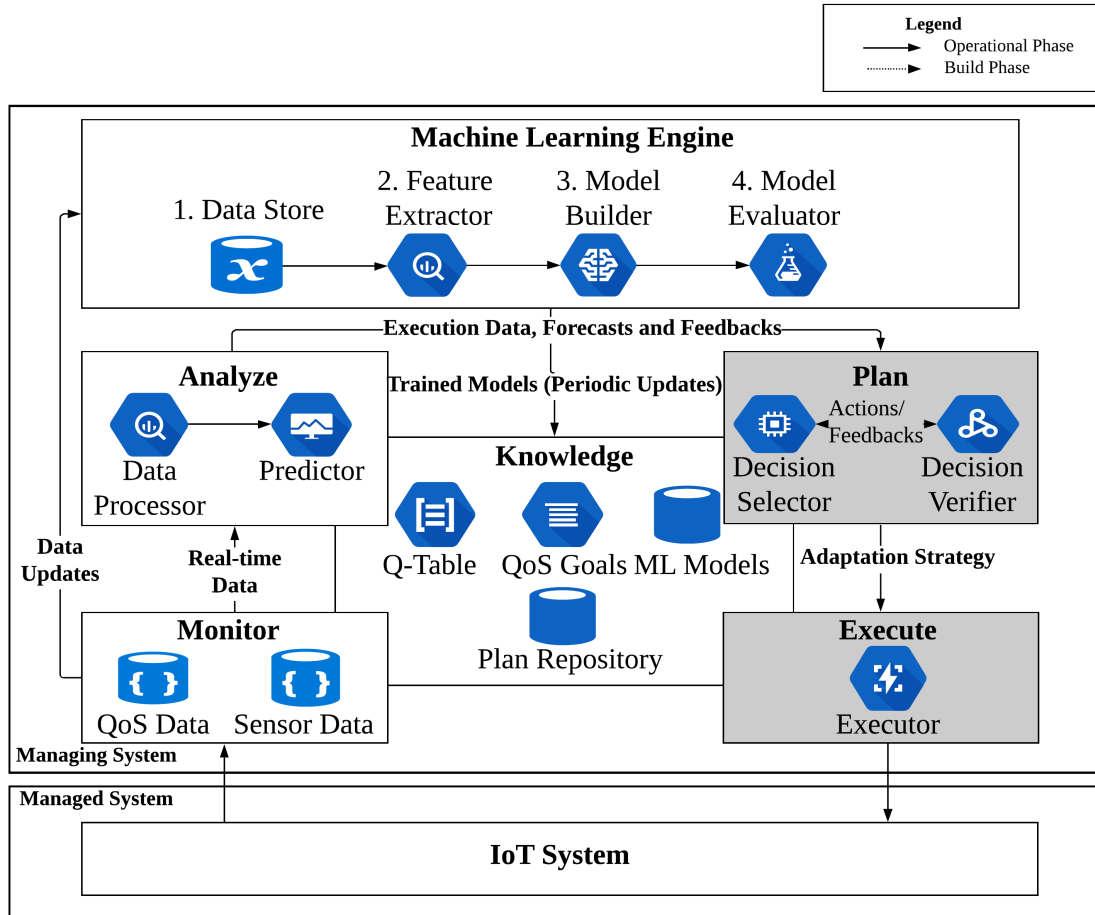 Legend
Operational Phase
Build Phase
Machine Learning Engine
1. Data Store
2. Feature
Extractor
3. Model
Builder
4. Model
Evaluator
Execution Data, Forecasts and Feedbacks
Analyze
Data
Processor
Predictor
Trained Models (Periodic Updates)
Plan
Actions/
Feedbacks
Decision
Selector
Decision
Verifier
Knowledge
Q-Table
QoS Goals
ML Models
Plan Repository
Data
Updates
Real-time
Data
Adaptation Strategy
Monitor
QoS Data
Sensor Data
Execute
Executor
Managing System
Managed System
IoT System